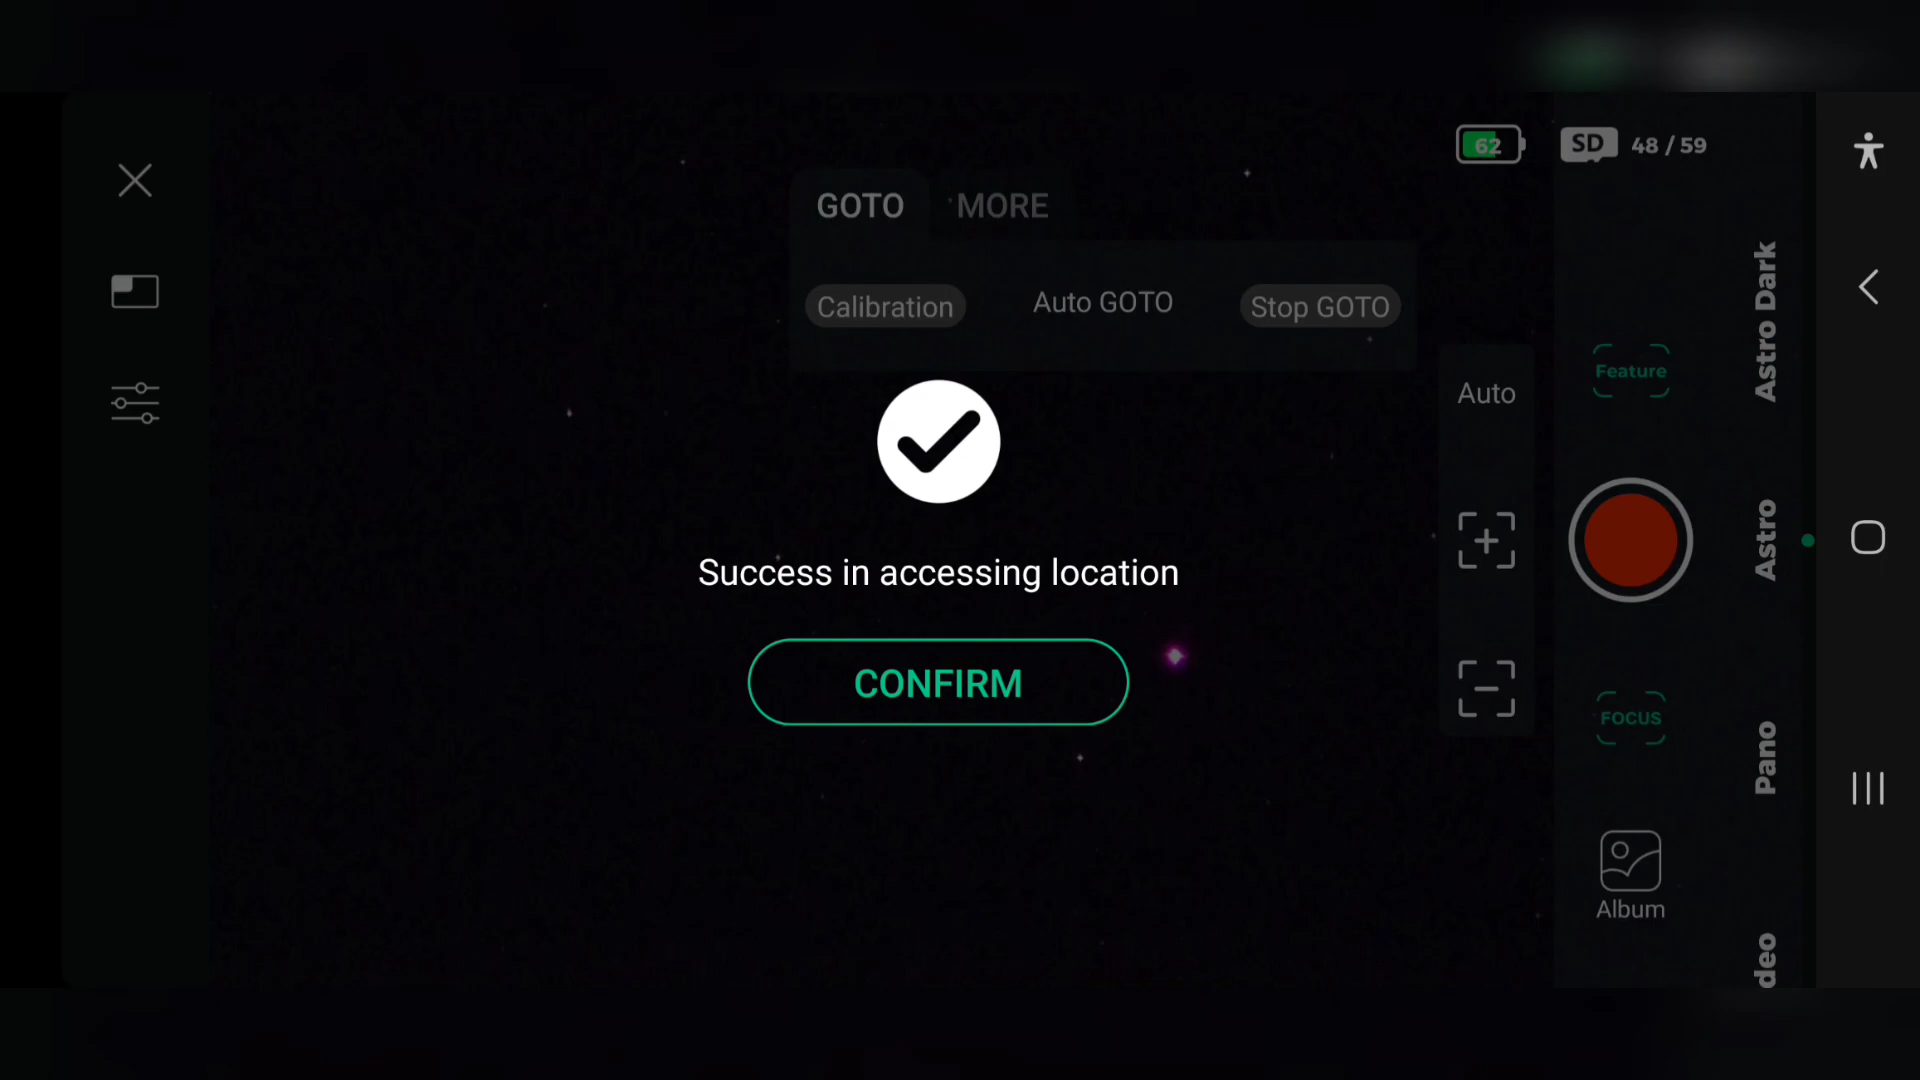 62
SD 48 / 59
GOTO MORE
Calibration Auto GOTO Stop GOTO
Auto
Feature
Astro Dark
Success in accessing location
CONFIRM
Astro
FOCUS
Pano
Album
deo